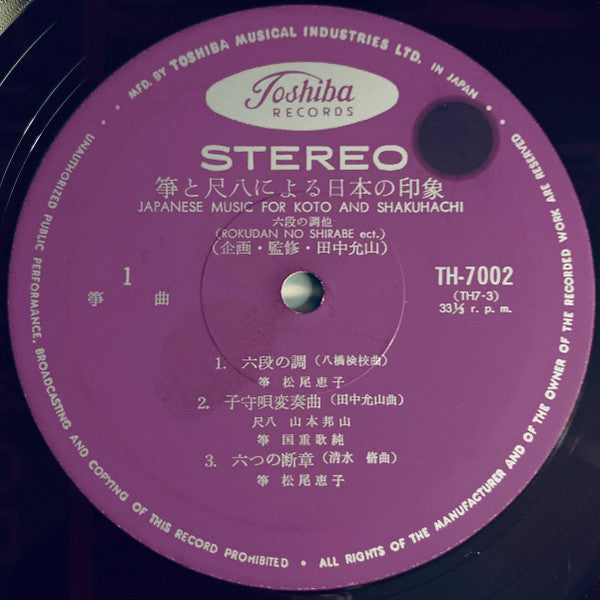 MFD. BY TOSHIBA MUSICAL INDUSTRIES LTD. IN JAPAN
Toshiba
RECORDS
STEREO
箏と尺八による日本の印象
JAPANESE MUSIC FOR KOTO AND SHAKUHACHI
六段の調他
(ROKUDAN NO SHIRABE ect.)
(企画・監修・田中允山)
1
箏 曲
TH-7002
(TH7-3)
33⅓ r. p. m.
1. 六段の調 (八橋検校曲)
箏 松尾恵子
2. 子守唄変奏曲 (田中允山曲)
尺八 山本邦山
箏 国重歌純
3. 六つの断章 (清水 脩曲)
箏 松尾恵子
UNAUTHORIZED PUBLIC PERFORMANCE, BROADCASTING AND COPYING OF THIS RECORD PROHIBITED • ALL RIGHTS OF THE MANUFACTURER AND OF THE OWNER OF THE RECORDED WORK ARE RESERVED